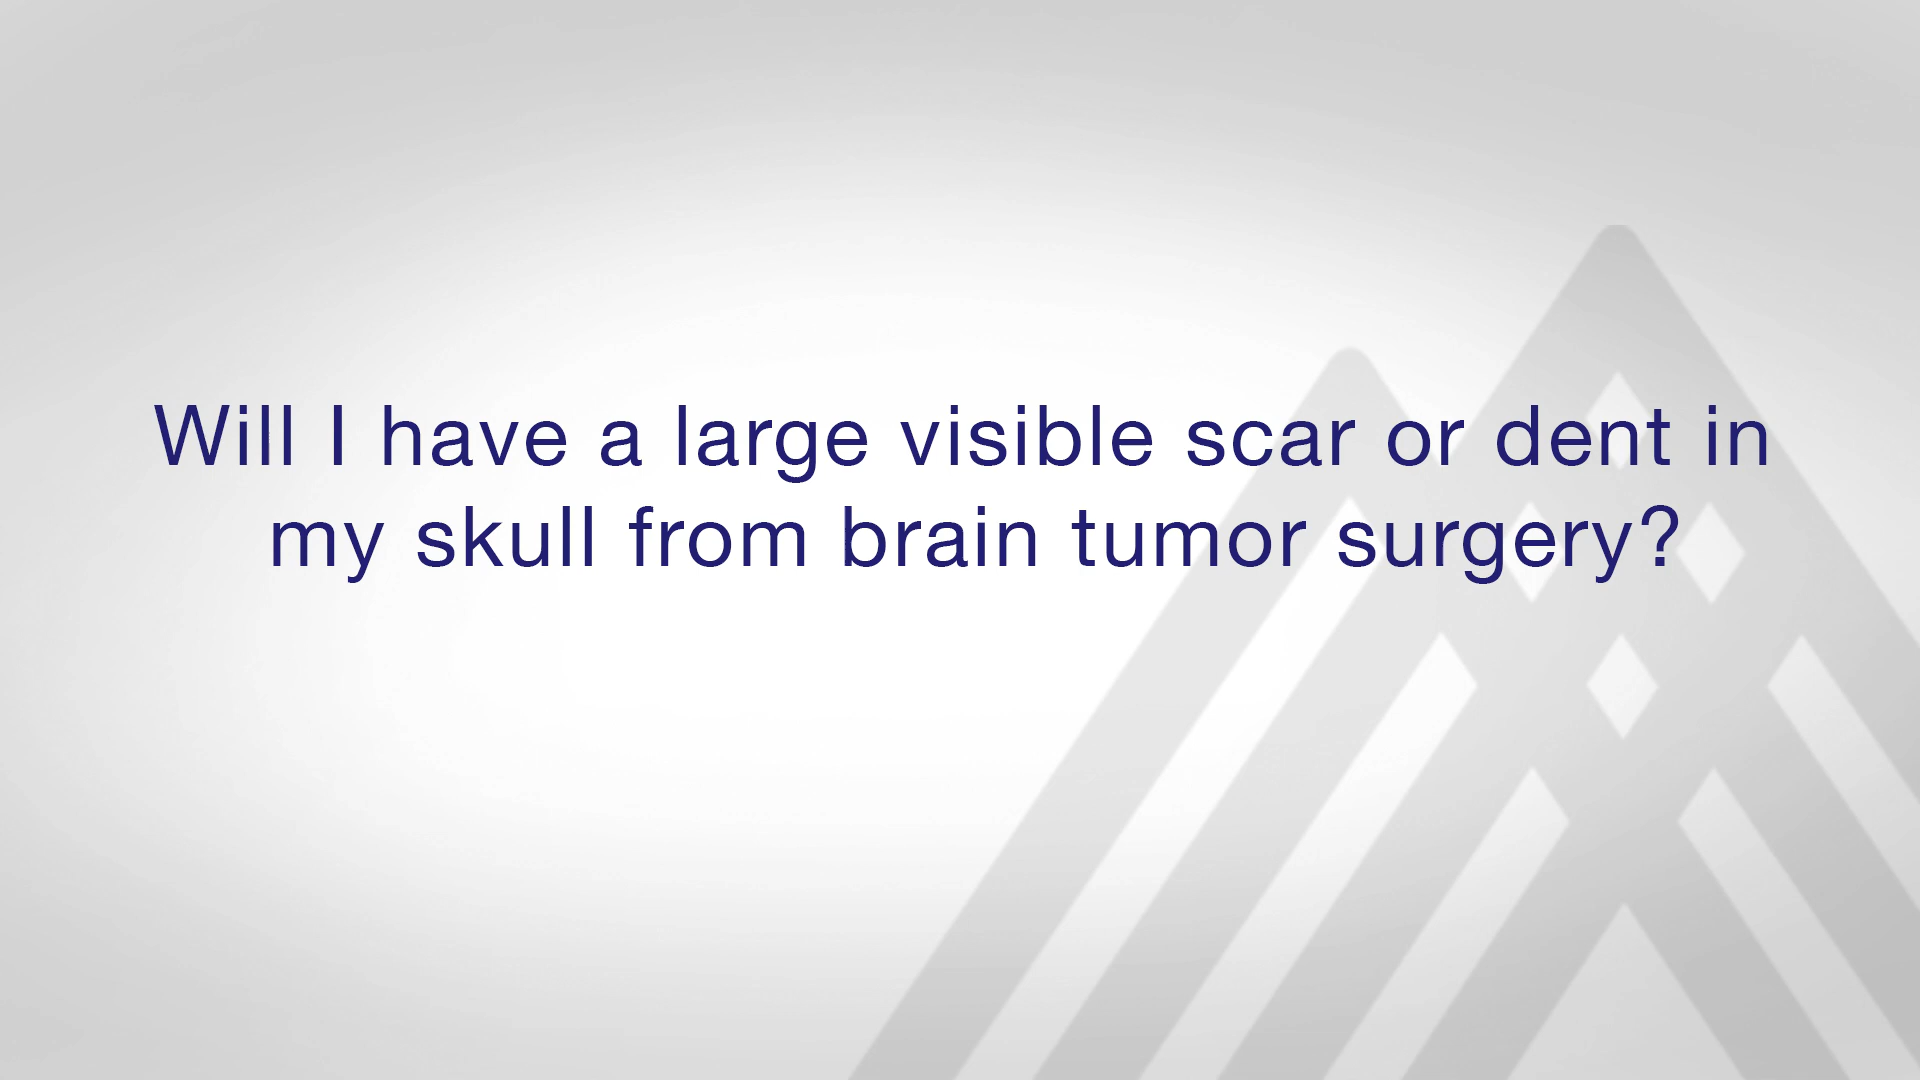 Will I have a large visible scar or dent in
my skull from brain tumor surgery?